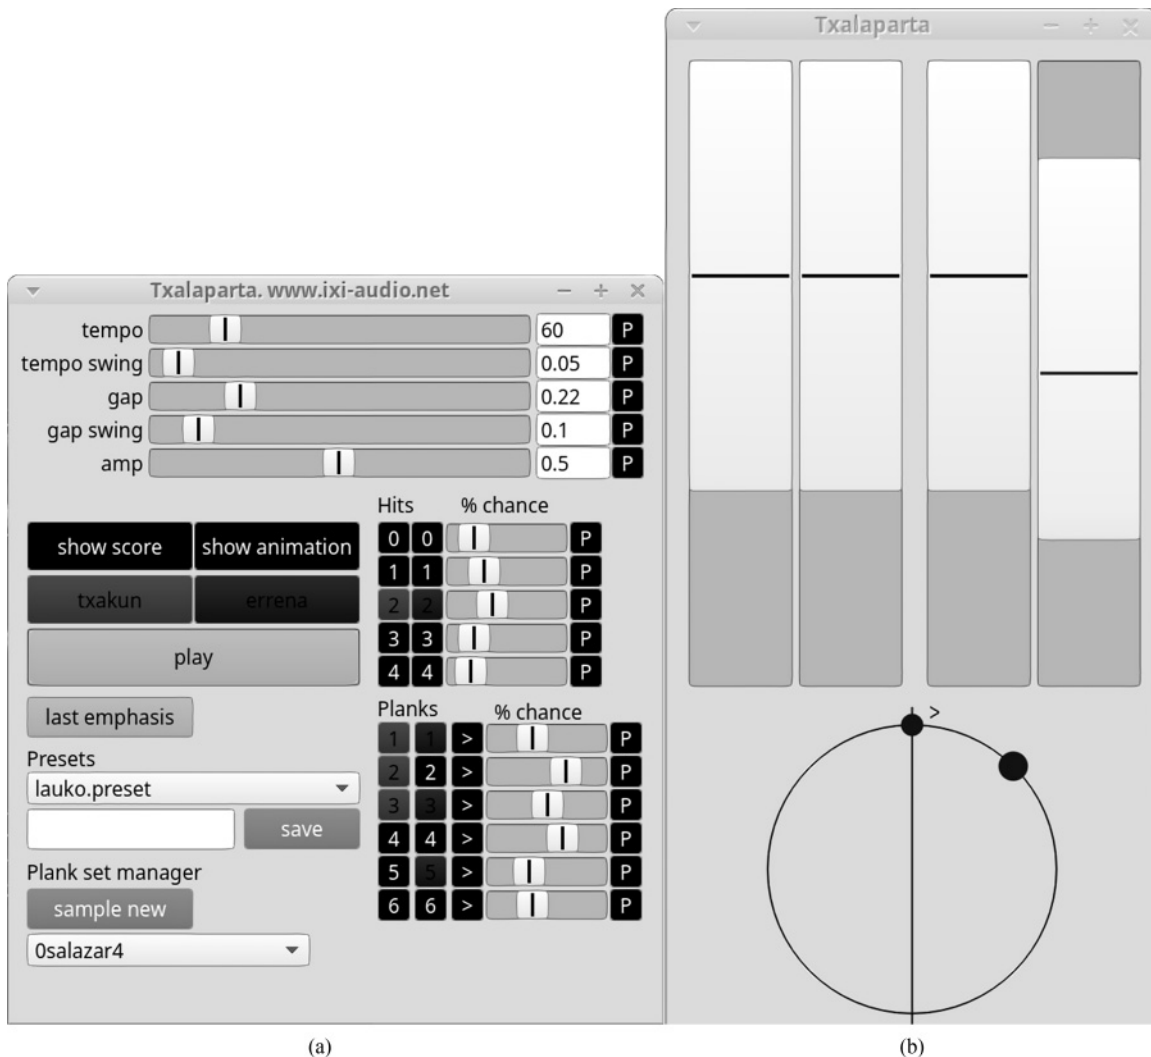 Txalaparta
Txalaparta. www.ixi-audio.net
tempo 60 P
tempo swing 0.05 P
gap 0.22 P
gap swing 0.1 P
amp 0.5 P
Hits % chance
show score show animation
txakun errena
play
0 0 P
1 1 P
2 2 P
3 3 P
4 4 P
last emphasis
Planks % chance
1 1 > P
2 2 > P
3 3 > P
4 4 > P
5 5 > P
6 6 > P
Presets
lauko.preset
save
Plank set manager
sample new
0salazar4
>
(a) (b)